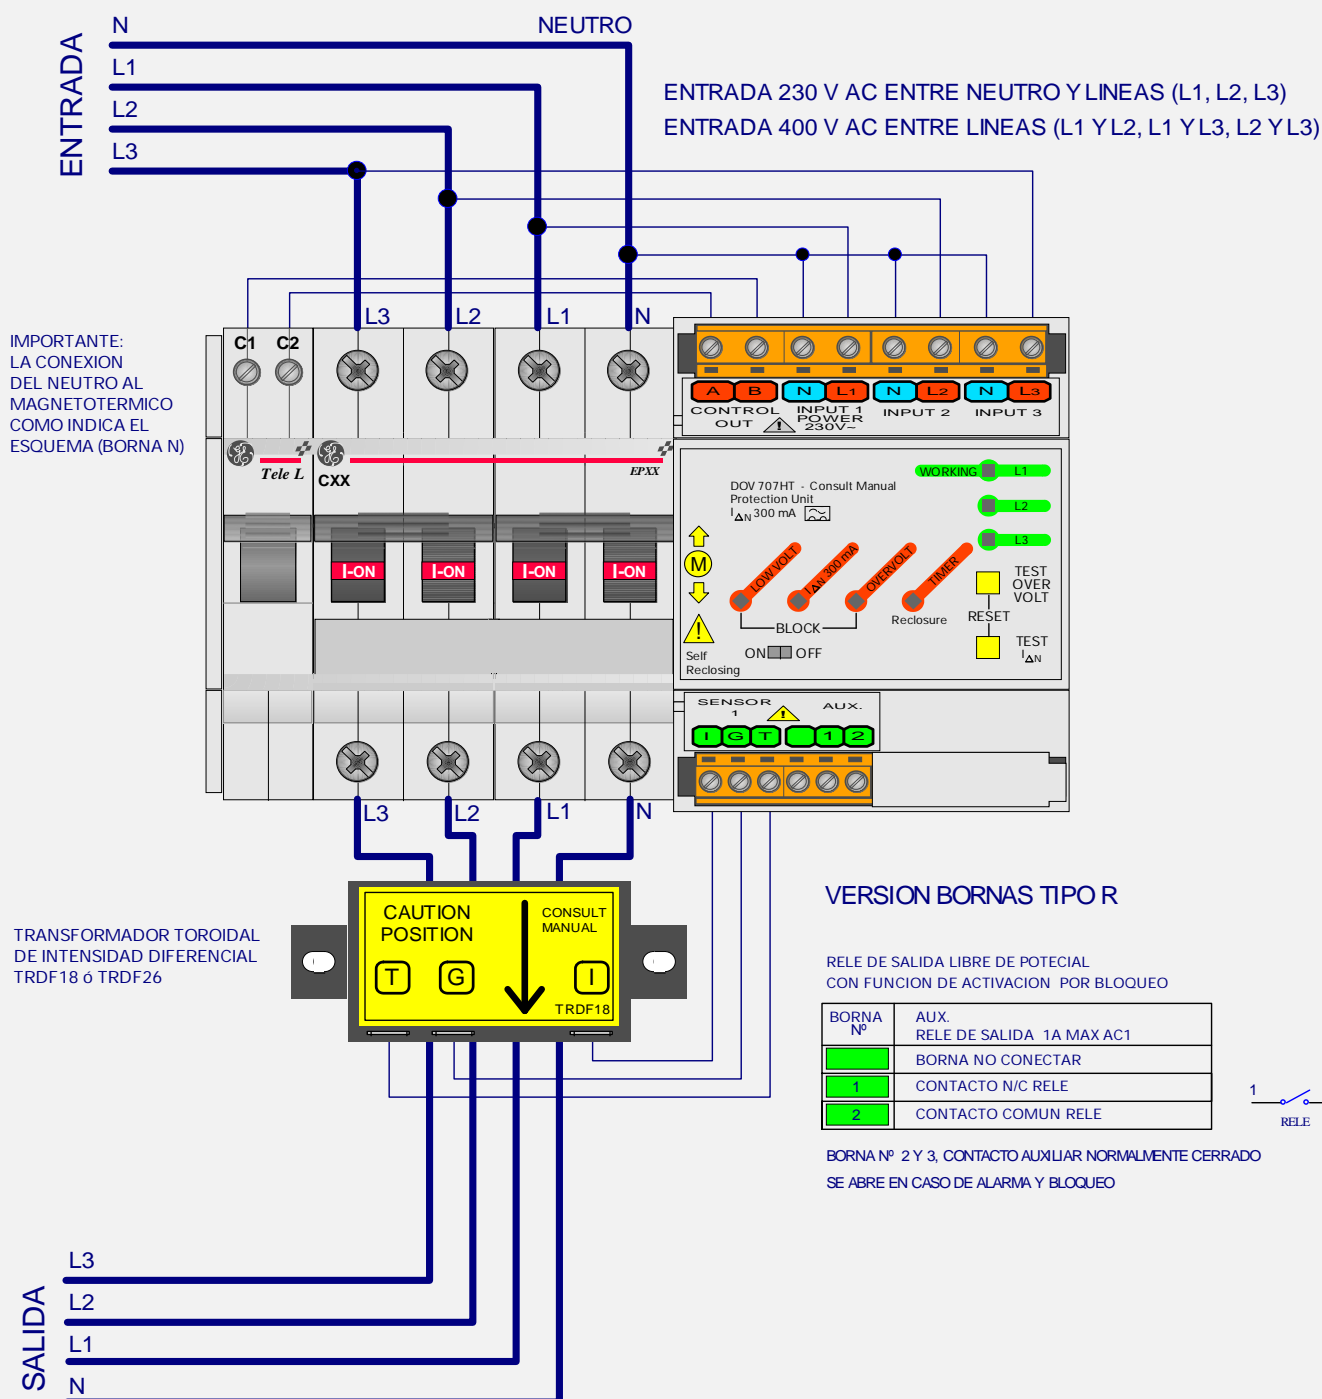 ENTRADA
N
NEUTRO
L1
L2
L3
ENTRADA 230 V AC ENTRE NEUTRO Y LINEAS (L1, L2, L3)
ENTRADA 400 V AC ENTRE LINEAS (L1 Y L2, L1 Y L3, L2 Y L3)
L3
L2
L1
N
IMPORTANTE:
LA CONEXION
DEL NEUTRO AL
MAGNETOTERMICO
COMO INDICA EL
ESQUEMA (BORNA N)
C1
C2
A
B
N
L1
N
L2
N
L3
CONTROL
OUT
INPUT 1
POWER
230V~
INPUT 2
INPUT 3
Tele L
CXX
EPXX
I-ON
I-ON
I-ON
I-ON
DOV 707HT - Consult Manual
Protection Unit
I∆N 300 mA
WORKING
L1
L2
L3
M
LOW VOLT
I∆N 300 mA
OVERVOLT
TIMER
BLOCK
Reclosure
ON OFF
Self
Reclosing
TEST
OVER
VOLT
RESET
TEST
I∆N
SENSOR
1
AUX.
I
G
T
1
2
L3
L2
L1
N
CAUTION
POSITION
CONSULT
MANUAL
T
G
I
TRDF18
TRANSFORMADOR TOROIDAL
DE INTENSIDAD DIFERENCIAL
TRDF18 ó TRDF26
VERSION BORNAS TIPO R
RELE DE SALIDA LIBRE DE POTECIAL
CON FUNCION DE ACTIVACION POR BLOQUEO
BORNA
Nº
AUX.
RELE DE SALIDA 1A MAX AC1
BORNA NO CONECTAR
1
CONTACTO N/C RELE
2
CONTACTO COMUN RELE
1
RELE
BORNA Nº 2 Y 3, CONTACTO AUXILIAR NORMALMENTE CERRADO
SE ABRE EN CASO DE ALARMA Y BLOQUEO
SALIDA
L3
L2
L1
N